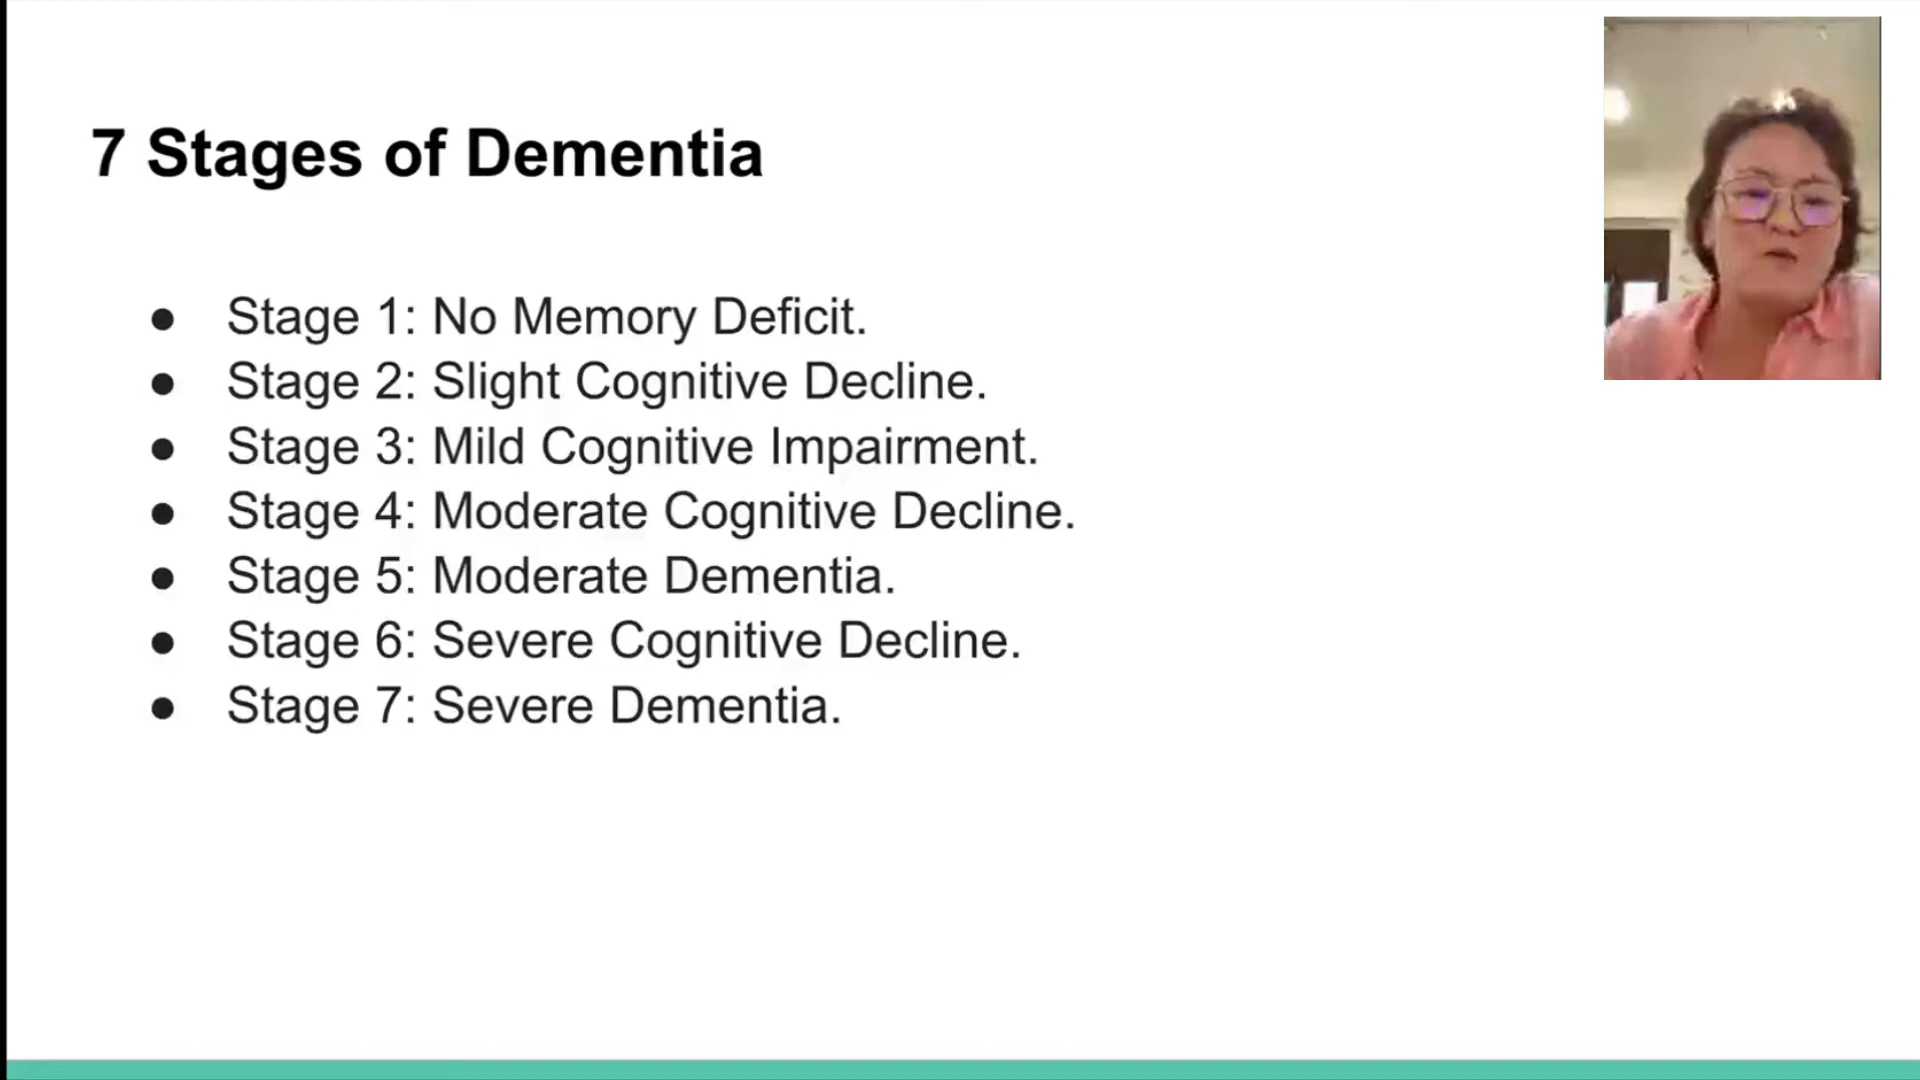 7 Stages of Dementia
● Stage 1: No Memory Deficit.
● Stage 2: Slight Cognitive Decline.
● Stage 3: Mild Cognitive Impairment.
● Stage 4: Moderate Cognitive Decline.
● Stage 5: Moderate Dementia.
● Stage 6: Severe Cognitive Decline.
● Stage 7: Severe Dementia.